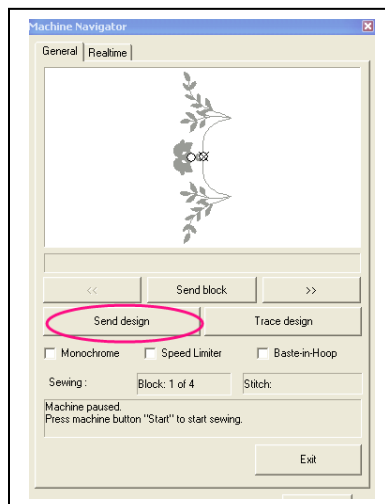 Machine Navigator
General Realtime
<< Send block >>
Send design Trace design
Monochrome Speed Limiter Baste-in-Hoop
Sewing : Block: 1 of 4 Stitch:
Machine paused.
Press machine button "Start" to start sewing.
Exit